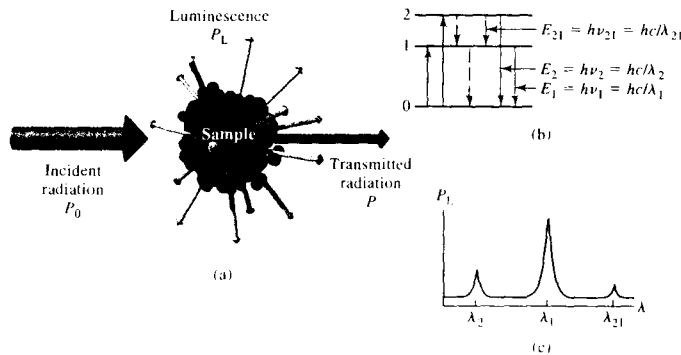 Luminescence
P_L
Sample
Incident
radiation
P_0
Transmitted
radiation
P
(a)
2
1
0
E_21 = hν_21 = hc/λ_21
E_2 = hν_2 = hc/λ_2
E_1 = hν_1 = hc/λ_1
(b)
P_L
λ_2
λ_1
λ_21
λ
(c)